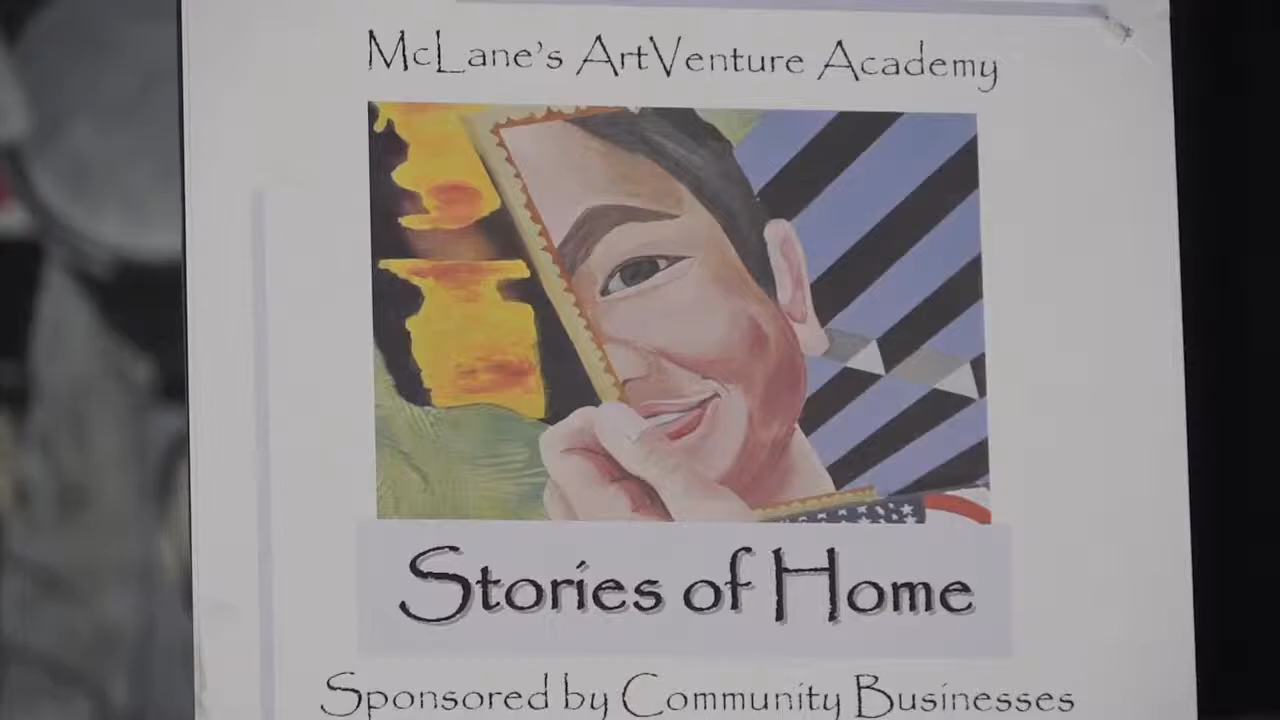 McLane's ArtVenture Academy
Stories of Home
Sponsored by Community Businesses